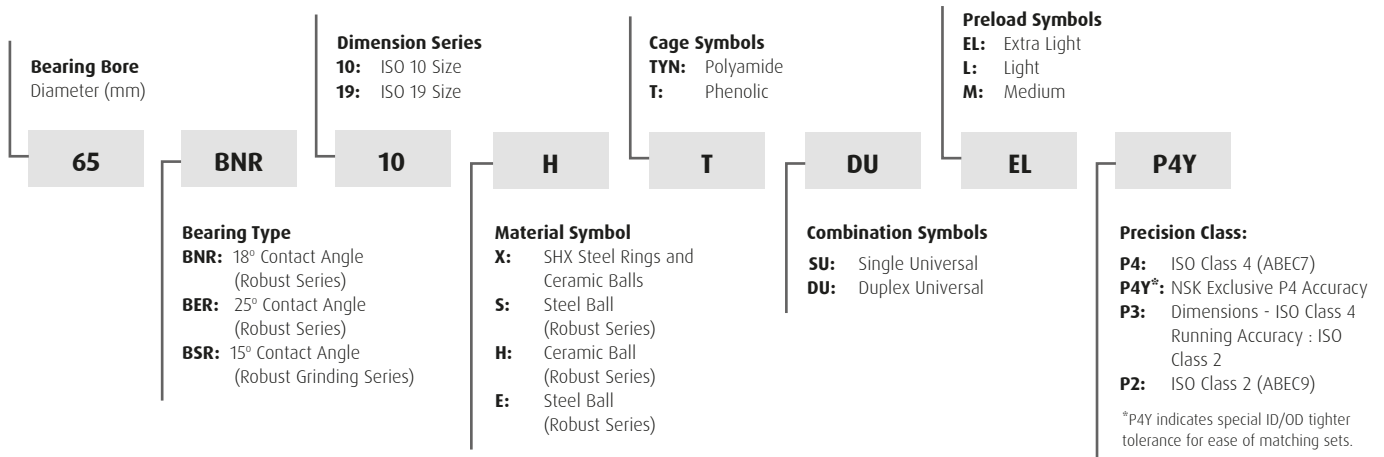 Bearing Bore
Diameter (mm)
Dimension Series
10: ISO 10 Size
19: ISO 19 Size
Cage Symbols
TYN: Polyamide
T: Phenolic
Preload Symbols
EL: Extra Light
L: Light
M: Medium
65
BNR
10
H
T
DU
EL
P4Y
Bearing Type
BNR: 18º Contact Angle
(Robust Series)
BER: 25º Contact Angle
(Robust Series)
BSR: 15º Contact Angle
(Robust Grinding Series)
Material Symbol
X: SHX Steel Rings and
Ceramic Balls
S: Steel Ball
(Robust Series)
H: Ceramic Ball
(Robust Series)
E: Steel Ball
(Robust Series)
Combination Symbols
SU: Single Universal
DU: Duplex Universal
Precision Class:
P4: ISO Class 4 (ABEC7)
P4Y*: NSK Exclusive P4 Accuracy
P3: Dimensions - ISO Class 4
Running Accuracy : ISO
Class 2
P2: ISO Class 2 (ABEC9)
*P4Y indicates special ID/OD tighter
tolerance for ease of matching sets.